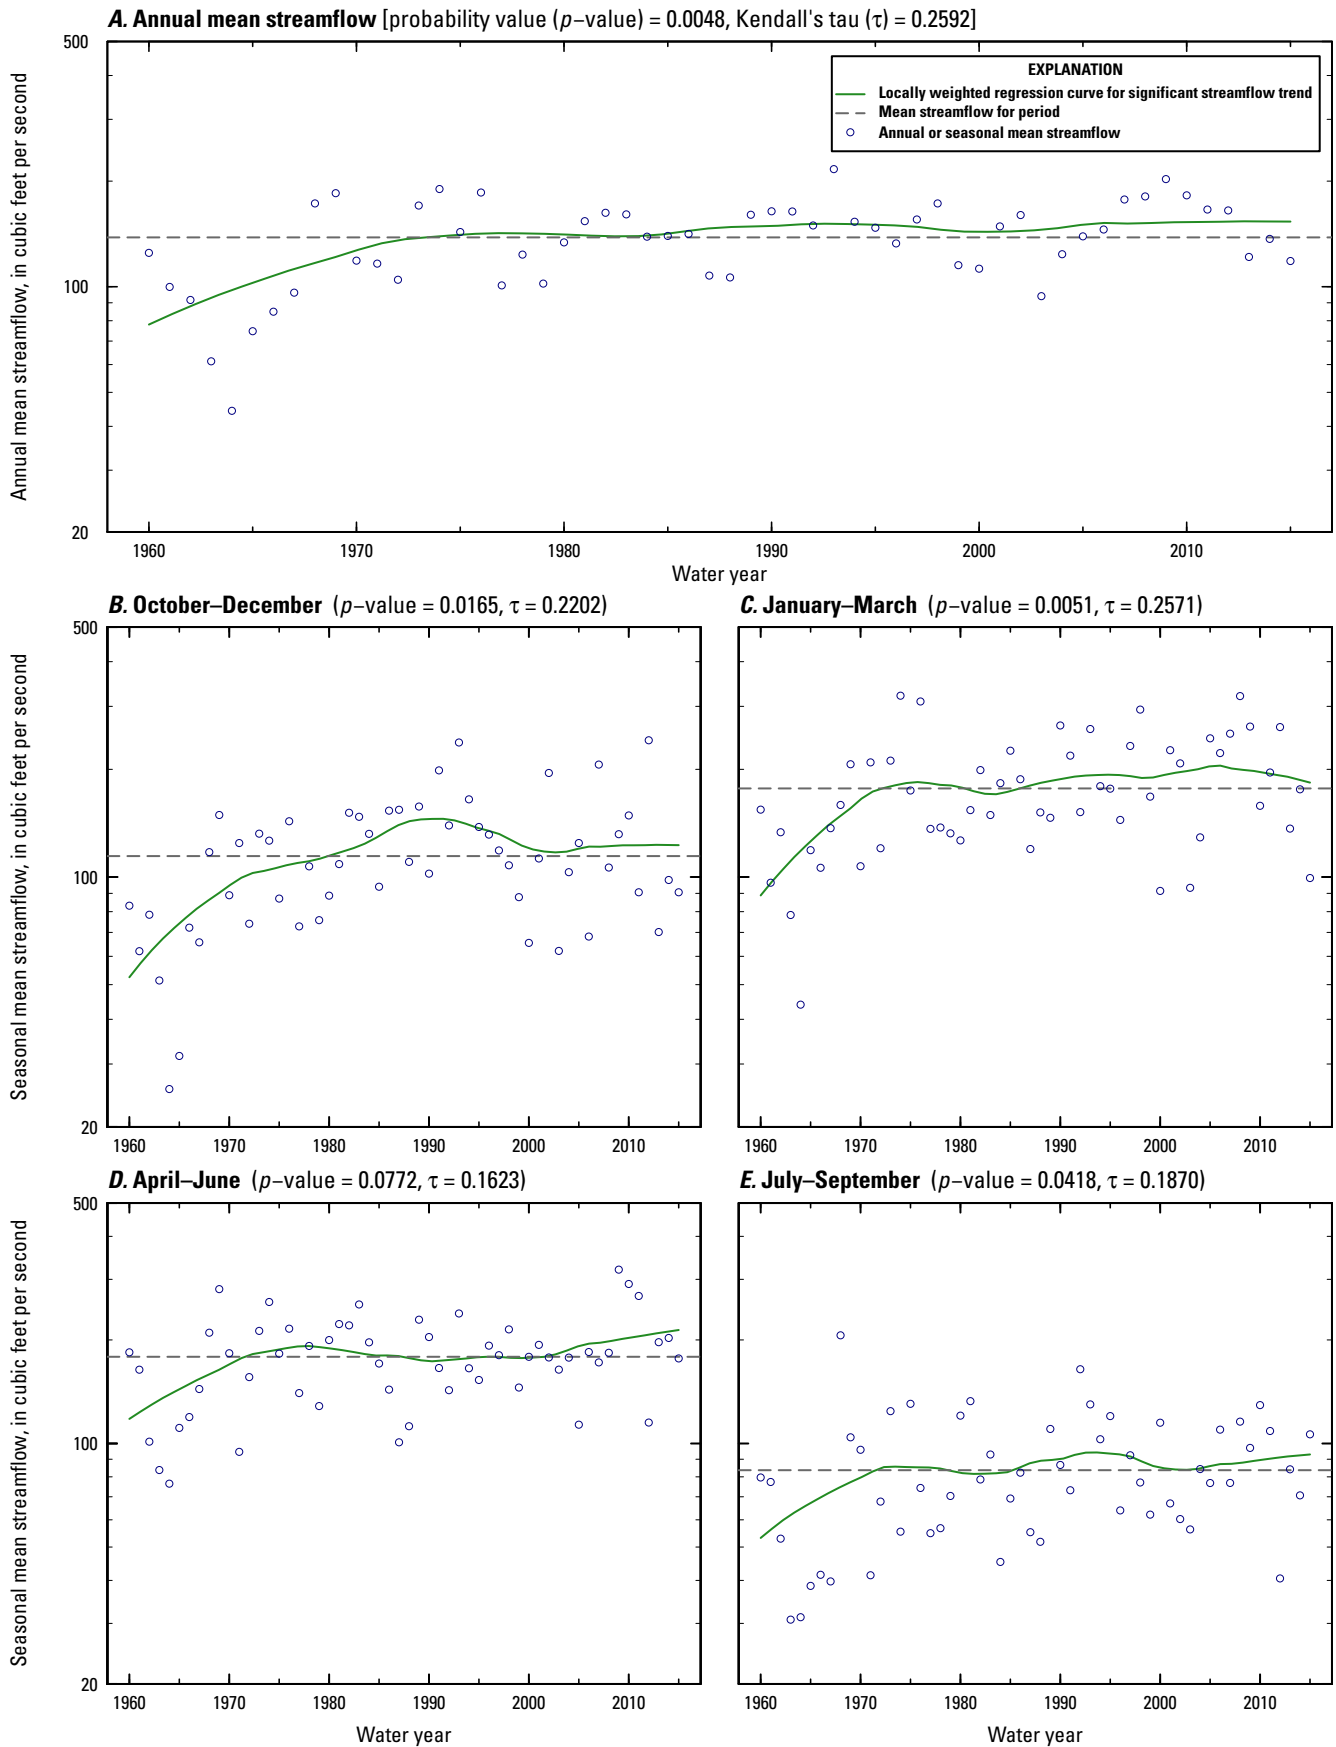 A. Annual mean streamflow [probability value (p–value) = 0.0048, Kendall's tau (τ) = 0.2592]
500
100
20
Annual mean streamflow, in cubic feet per second
EXPLANATION
Locally weighted regression curve for significant streamflow trend
Mean streamflow for period
Annual or seasonal mean streamflow
1960 1970 1980 1990 2000 2010
Water year
B. October–December (p–value = 0.0165, τ = 0.2202)
500
100
20
Seasonal mean streamflow, in cubic feet per second
1960 1970 1980 1990 2000 2010
C. January–March (p–value = 0.0051, τ = 0.2571)
1960 1970 1980 1990 2000 2010
D. April–June (p–value = 0.0772, τ = 0.1623)
500
100
20
Seasonal mean streamflow, in cubic feet per second
1960 1970 1980 1990 2000 2010
Water year
E. July–September (p–value = 0.0418, τ = 0.1870)
1960 1970 1980 1990 2000 2010
Water year